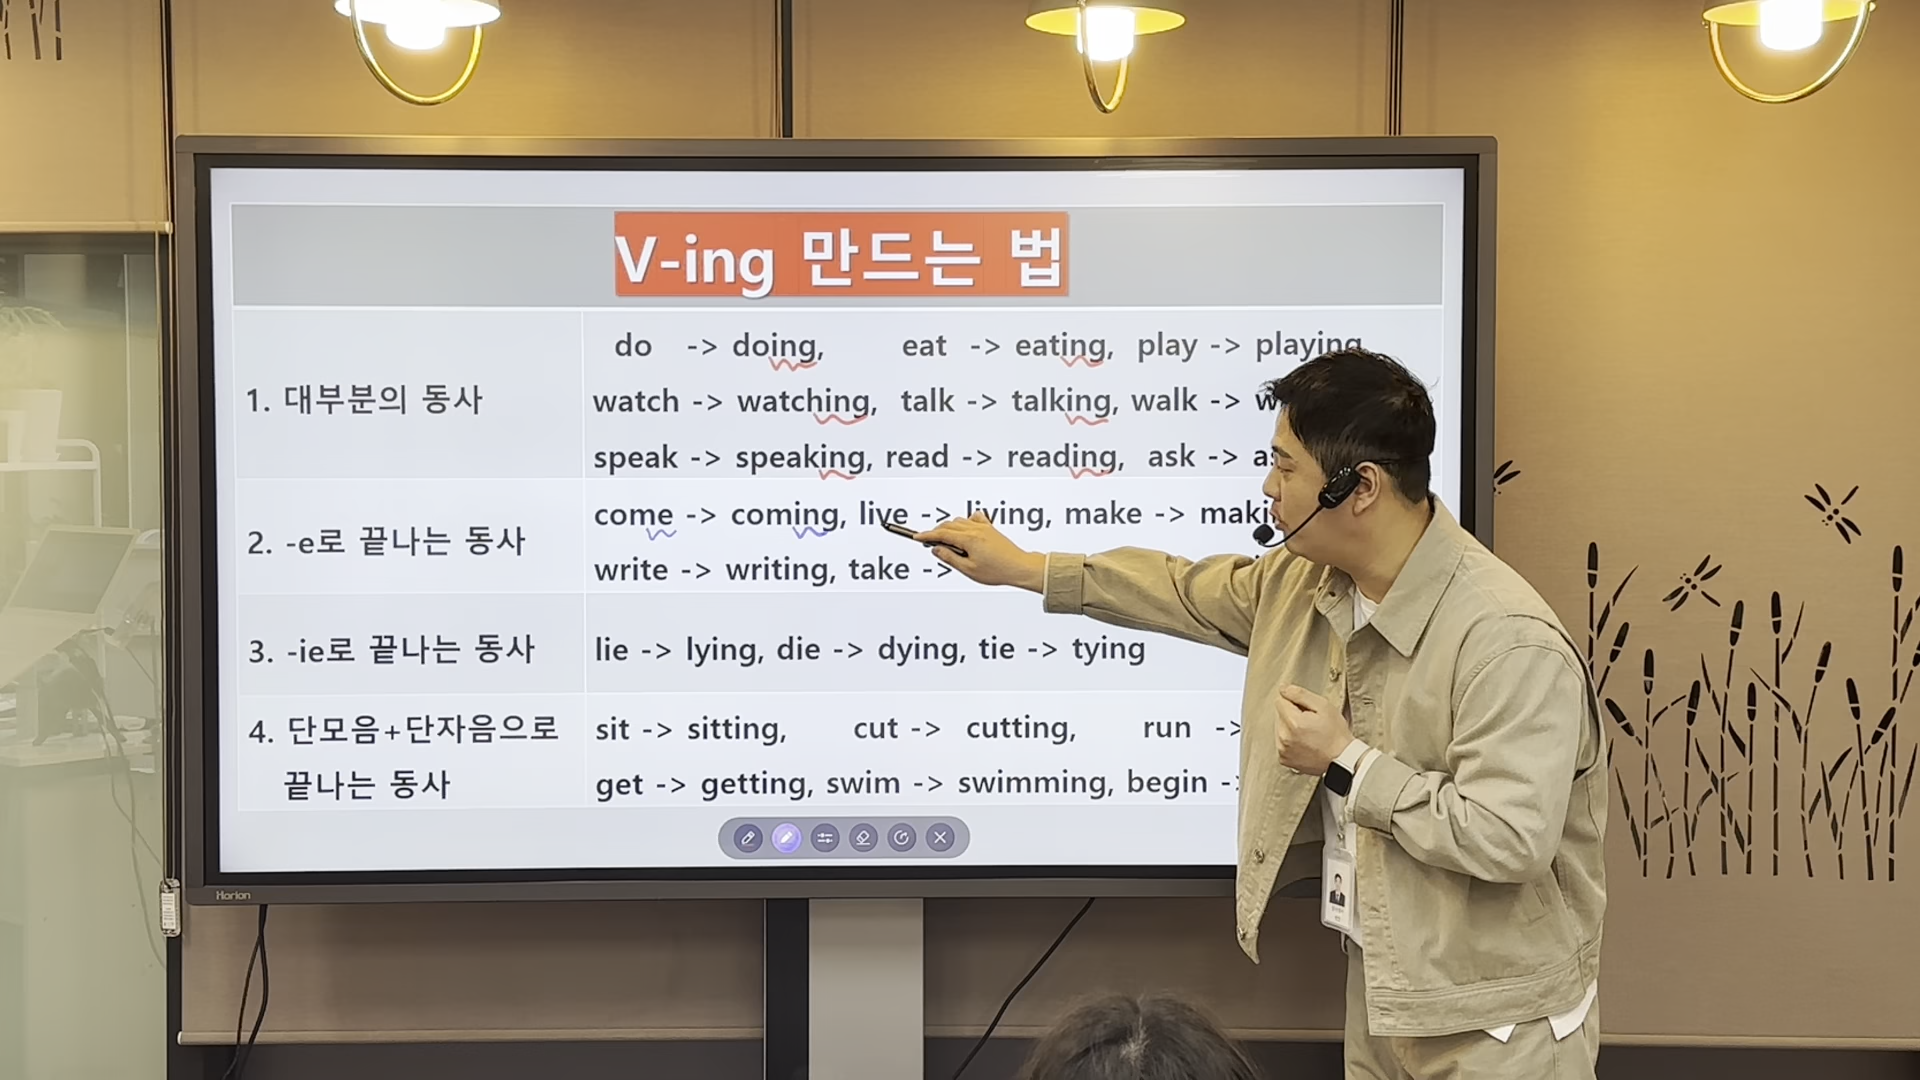 V-ing 만드는 법
1. 대부분의 동사
do -> doing, eat -> eating, play -> playing
watch -> watching, talk -> talking, walk ->
speak -> speaking, read -> reading, ask ->
2. -e로 끝나는 동사
come -> coming, live -> living, make ->
write -> writing, take ->
3. -ie로 끝나는 동사
lie -> lying, die -> dying, tie -> tying
4. 단모음+단자음으로
끝나는 동사
sit -> sitting, cut -> cutting, run ->
get -> getting, swim -> swimming, begin ->
Horion